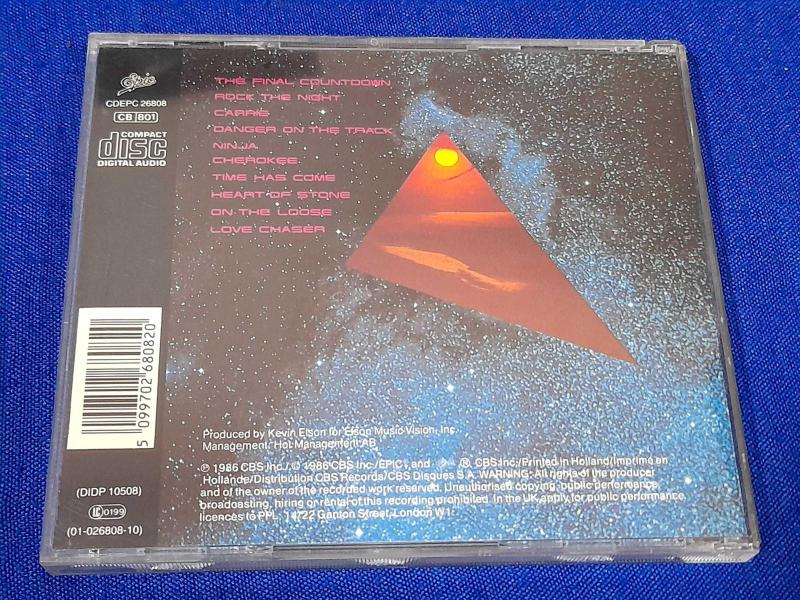 Epic
CDEPC 26808
CB 801
COMPACT
disc
DIGITAL AUDIO
THE FINAL COUNTDOWN
ROCK THE NIGHT
CARRIE
DANGER ON THE TRACK
NINJA
CHEROKEE
TIME HAS COME
HEART OF STONE
ON THE LOOSE
LOVE CHASER
5 099702 680820
(DIDP 10508)
LC 0199
(01-026808-10)
Produced by Kevin Elson for Elson Music Vision, Inc.
Management: Hot Management AB
℗ 1986 CBS Inc./© 1986 CBS Inc./EPIC, and ® CBS Inc./Printed in Holland/Imprimé en
Hollande/Distribution CBS Records/CBS Disques S.A. WARNING: All rights of the producer
and of the owner of the recorded work reserved. Unauthorised copying, public performance,
broadcasting, hiring or rental of this recording prohibited. In the UK apply for public performance
licences to PPL, 14/22 Ganton Street, London W1.